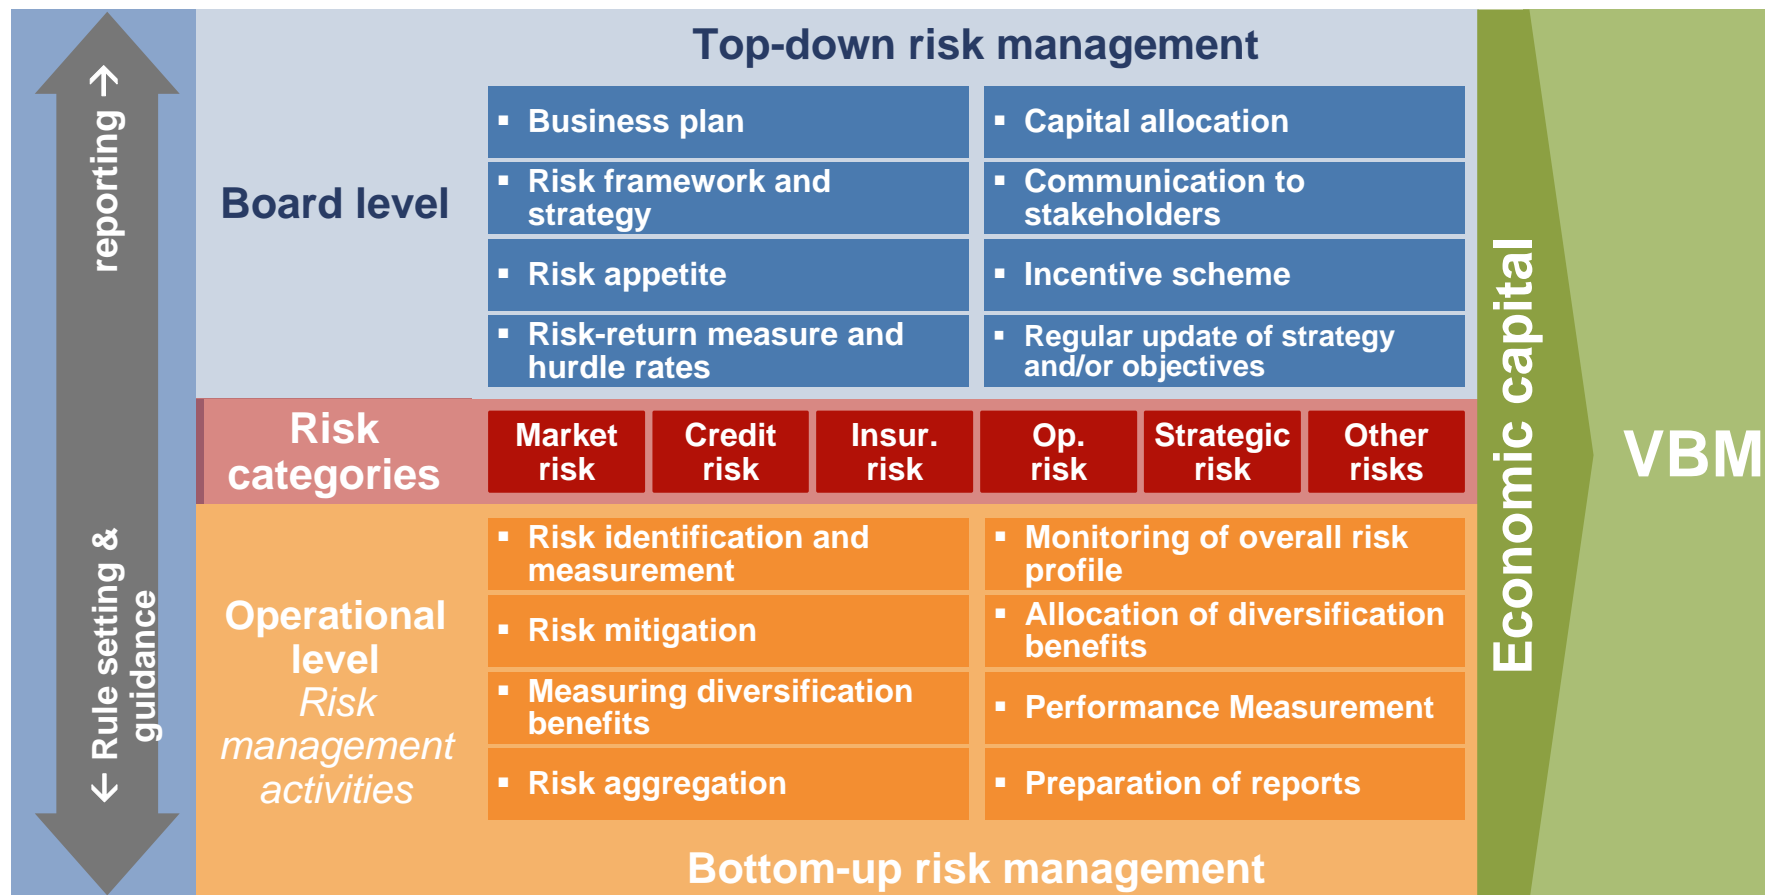 Top-down risk management
reporting →
← Rule setting &
guidance
Board level
▪ Business plan
▪ Risk framework and
strategy
▪ Risk appetite
▪ Risk-return measure and
hurdle rates
▪ Capital allocation
▪ Communication to
stakeholders
▪ Incentive scheme
▪ Regular update of strategy
and/or objectives
Risk
categories
Market
risk
Credit
risk
Insur.
risk
Op.
risk
Strategic
risk
Other
risks
Operational
level
Risk
management
activities
▪ Risk identification and
measurement
▪ Risk mitigation
▪ Measuring diversification
benefits
▪ Risk aggregation
▪ Monitoring of overall risk
profile
▪ Allocation of diversification
benefits
▪ Performance Measurement
▪ Preparation of reports
Bottom-up risk management
Economic capital
VBM